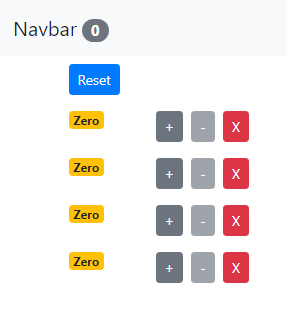 Navbar 0
Reset
Zero + - X
Zero + - X
Zero + - X
Zero + - X